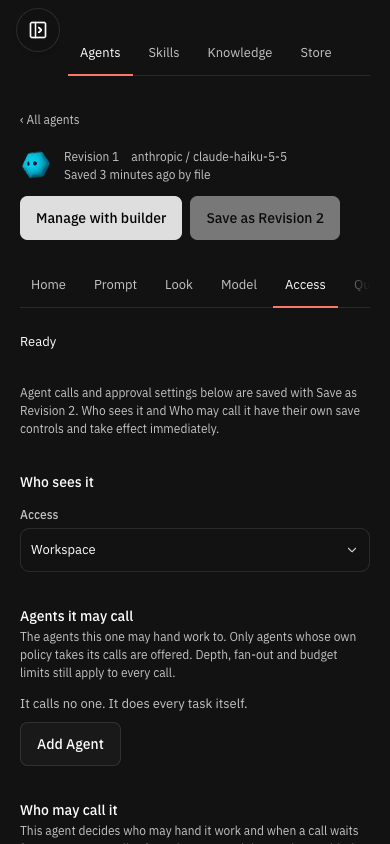 Agents Skills Knowledge Store
‹ All agents
Revision 1 anthropic / claude-haiku-5-5
Saved 3 minutes ago by file
Manage with builder Save as Revision 2
Home Prompt Look Model Access
Ready
Agent calls and approval settings below are saved with Save as
Revision 2. Who sees it and Who may call it have their own save
controls and take effect immediately.
Who sees it
Access
Workspace
Agents it may call
The agents this one may hand work to. Only agents whose own
policy takes its calls are offered. Depth, fan-out and budget
limits still apply to every call.
It calls no one. It does every task itself.
Add Agent
Who may call it
This agent decides who may hand it work and when a call waits